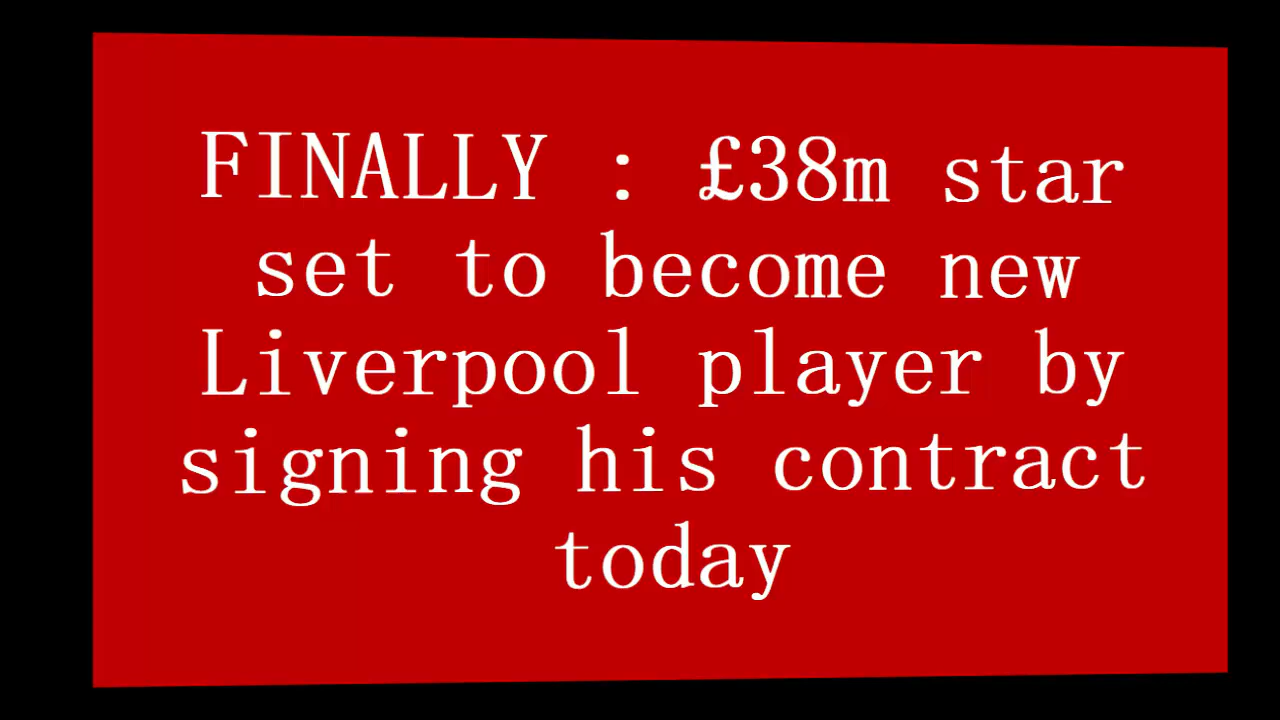 FINALLY : £38m star
set to become new
Liverpool player by
signing his contract
today